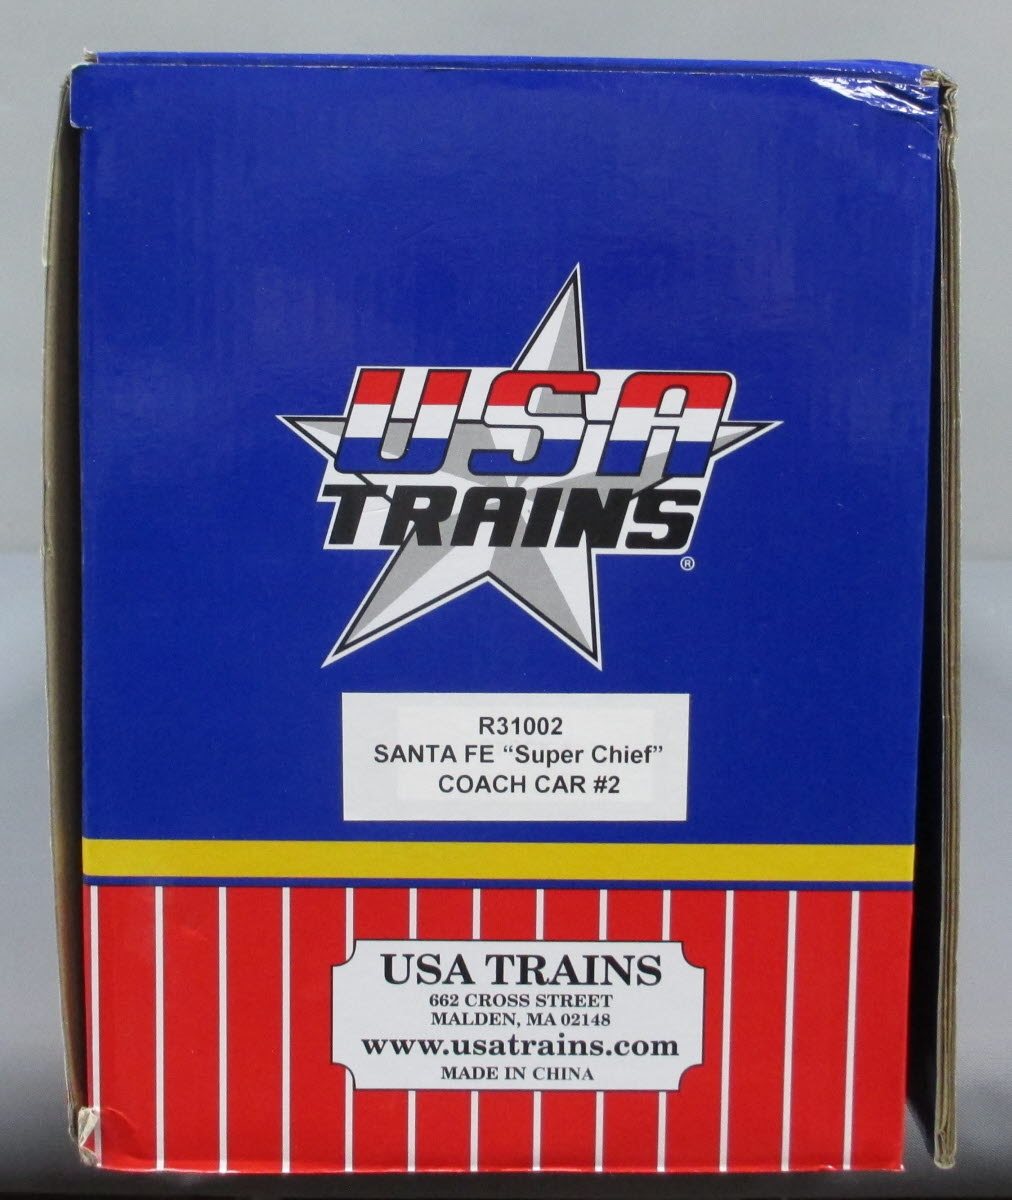 USA
TRAINS
®
R31002
SANTA FE “Super Chief”
COACH CAR #2
USA TRAINS
662 CROSS STREET
MALDEN, MA 02148
www.usatrains.com
MADE IN CHINA